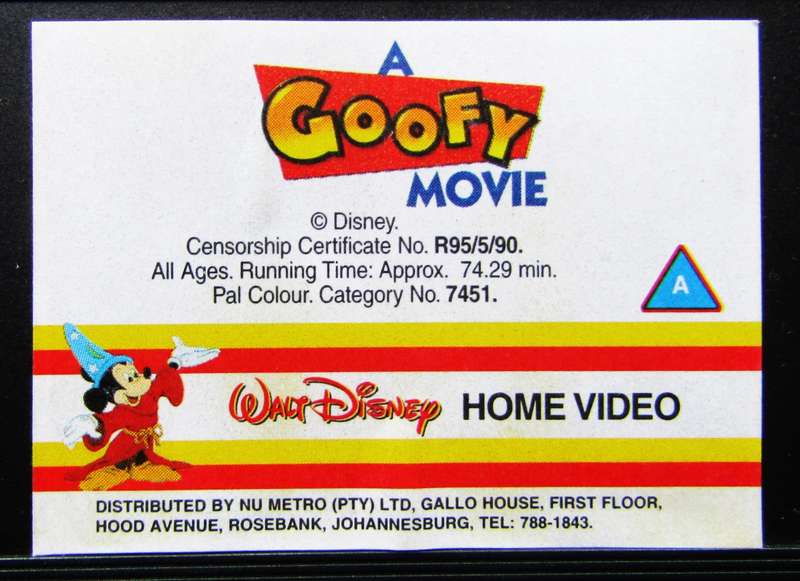 A
GOOFY
MOVIE
© Disney.
Censorship Certificate No. R95/5/90.
All Ages. Running Time: Approx. 74.29 min.
Pal Colour. Category No. 7451.
A
WALT DISNEY HOME VIDEO
DISTRIBUTED BY NU METRO (PTY) LTD, GALLO HOUSE, FIRST FLOOR,
HOOD AVENUE, ROSEBANK, JOHANNESBURG, TEL: 788-1843.